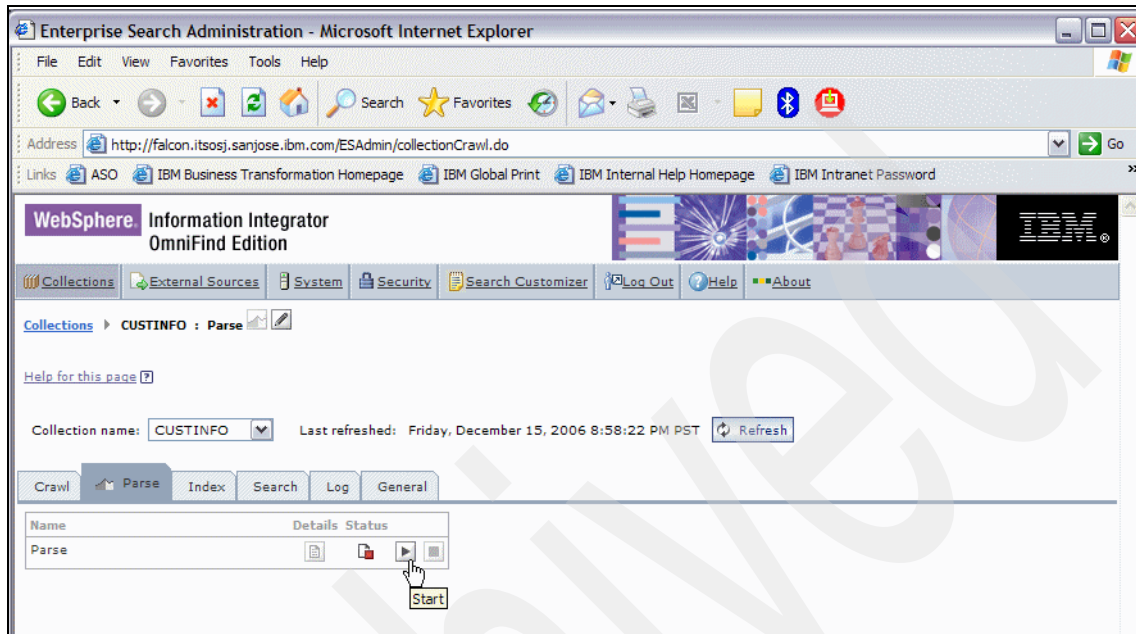 Enterprise Search Administration - Microsoft Internet Explorer
File Edit View Favorites Tools Help
Back Search Favorites
Address http://falcon.itsosj.sanjose.ibm.com/ESAdmin/collectionCrawl.do Go
Links ASO IBM Business Transformation Homepage IBM Global Print IBM Internal Help Homepage IBM Intranet Password »
WebSphere. Information Integrator
OmniFind Edition
IBM®
Collections External Sources System Security Search Customizer Log Out Help About
Collections CUSTINFO : Parse
Help for this page ?
Collection name: CUSTINFO Last refreshed: Friday, December 15, 2006 8:58:22 PM PST Refresh
Crawl Parse Index Search Log General
Name Details Status
Parse
Start